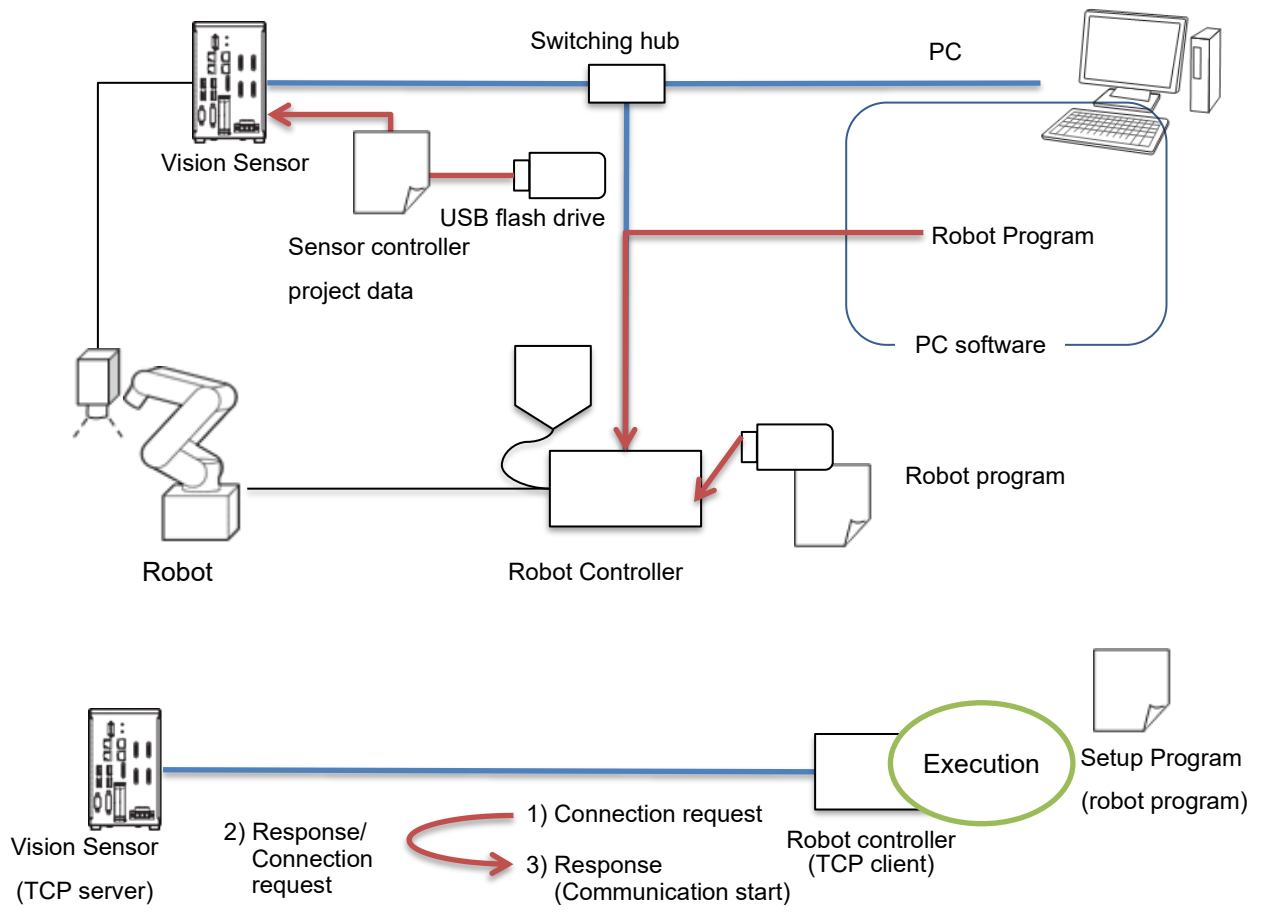 Switching hub
PC
Vision Sensor
USB flash drive
Sensor controller
project data
Robot Program
PC software
Robot program
Robot
Robot Controller
Execution
Setup Program
(robot program)
1) Connection request
2) Response/
Connection
request
3) Response
(Communication start)
Robot controller
(TCP client)
Vision Sensor
(TCP server)